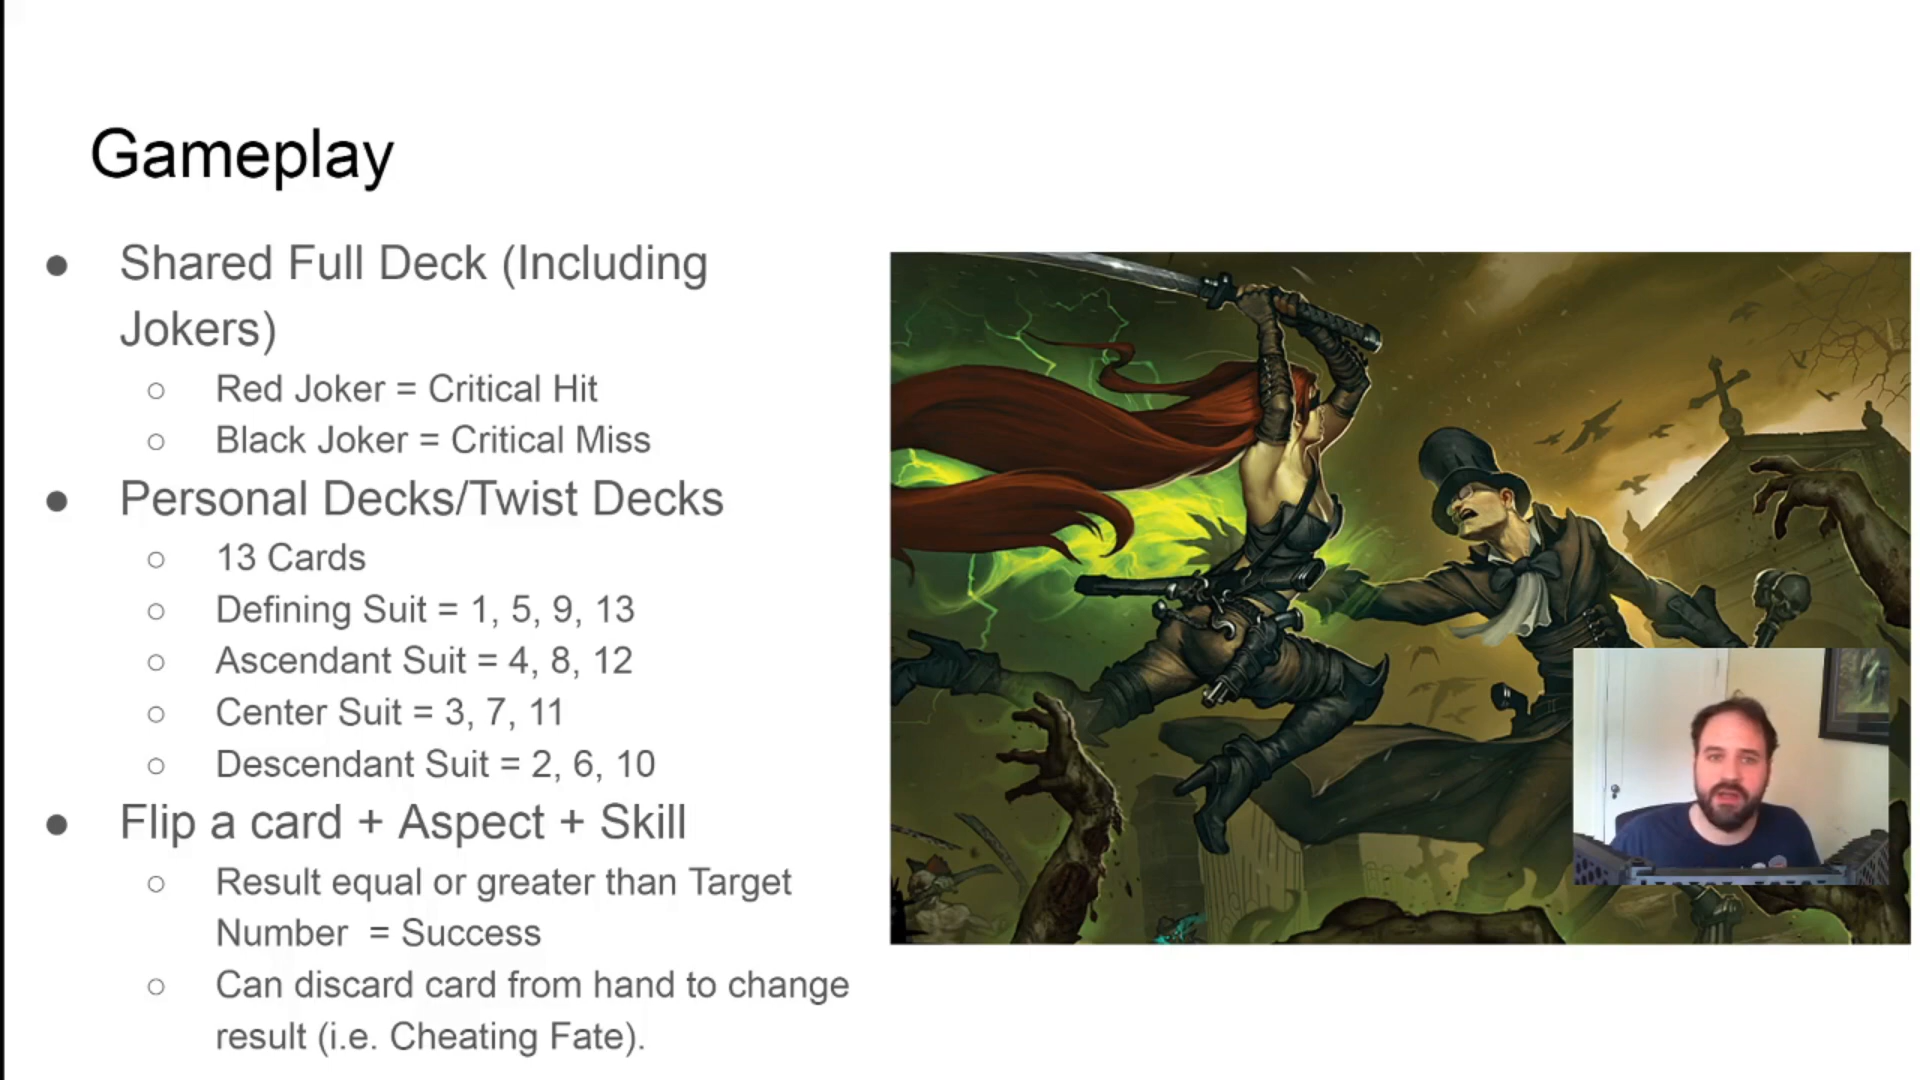 Gameplay
● Shared Full Deck (Including
Jokers)
○ Red Joker = Critical Hit
○ Black Joker = Critical Miss
● Personal Decks/Twist Decks
○ 13 Cards
○ Defining Suit = 1, 5, 9, 13
○ Ascendant Suit = 4, 8, 12
○ Center Suit = 3, 7, 11
○ Descendant Suit = 2, 6, 10
● Flip a card + Aspect + Skill
○ Result equal or greater than Target
Number = Success
○ Can discard card from hand to change
result (i.e. Cheating Fate).